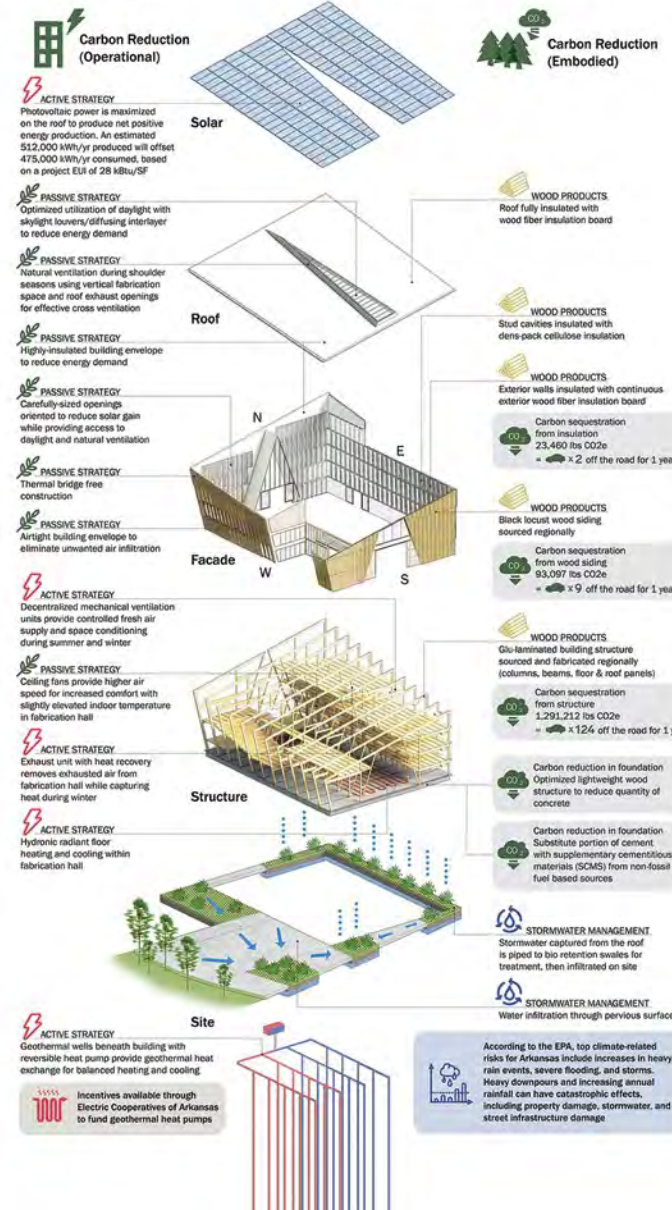 Carbon Reduction
(Operational)
CO2
Carbon Reduction
(Embodied)
ACTIVE STRATEGY
Photovoltaic power is maximized
on the roof to produce net positive
energy production. An estimated
512,000 kWh/yr produced will offset
475,000 kWh/yr consumed, based
on a project EUI of 28 kBtu/SF
Solar
PASSIVE STRATEGY
Optimized utilization of daylight with
skylight louvers/diffusing interlayer
to reduce energy demand
PASSIVE STRATEGY
Natural ventilation during shoulder
seasons using vertical fabrication
space and roof exhaust openings
for effective cross ventilation
Roof
PASSIVE STRATEGY
Highly-insulated building envelope
to reduce energy demand
PASSIVE STRATEGY
Carefully-sized openings
oriented to reduce solar gain
while providing access to
daylight and natural ventilation
PASSIVE STRATEGY
Thermal bridge free
construction
PASSIVE STRATEGY
Airtight building envelope to
eliminate unwanted air infiltration
N
E
W
S
Facade
ACTIVE STRATEGY
Decentralized mechanical ventilation
units provide controlled fresh air
supply and space conditioning
during summer and winter
PASSIVE STRATEGY
Ceiling fans provide higher air
speed for increased comfort with
slightly elevated indoor temperature
in fabrication hall
ACTIVE STRATEGY
Exhaust unit with heat recovery
removes exhausted air from
fabrication hall while capturing
heat during winter
Structure
ACTIVE STRATEGY
Hydronic radiant floor
heating and cooling within
fabrication hall
Site
ACTIVE STRATEGY
Geothermal wells beneath building with
reversible heat pump provide geothermal heat
exchange for balanced heating and cooling
Incentives available through
Electric Cooperatives of Arkansas
to fund geothermal heat pumps
WOOD PRODUCTS
Roof fully insulated with
wood fiber insulation board
WOOD PRODUCTS
Stud cavities insulated with
dens-pack cellulose insulation
WOOD PRODUCTS
Exterior walls insulated with continuous
exterior wood fiber insulation board
CO2
Carbon sequestration
from insulation
23,460 lbs CO2e
= x 2 off the road for 1 year
WOOD PRODUCTS
Black locust wood siding
sourced regionally
CO2
Carbon sequestration
from wood siding
93,097 lbs CO2e
= x 9 off the road for 1 year
WOOD PRODUCTS
Glu-laminated building structure
sourced and fabricated regionally
(columns, beams, floor & roof panels)
CO2
Carbon sequestration
from structure
1,291,212 lbs CO2e
= x 124 off the road for 1 y
CO2
Carbon reduction in foundation
Optimized lightweight wood
structure to reduce quantity of
concrete
CO2
Carbon reduction in foundation
Substitute portion of cement
with supplementary cementitious
materials (SCMS) from non-fossil
fuel based sources
STORMWATER MANAGEMENT
Stormwater captured from the roof
is piped to bio retention swales for
treatment, then infiltrated on site
STORMWATER MANAGEMENT
Water infiltration through pervious surface
According to the EPA, top climate-related
risks for Arkansas include increases in heavy
rain events, severe flooding, and storms.
Heavy downpours and increasing annual
rainfall can have catastrophic effects,
including property damage, stormwater, and
street infrastructure damage